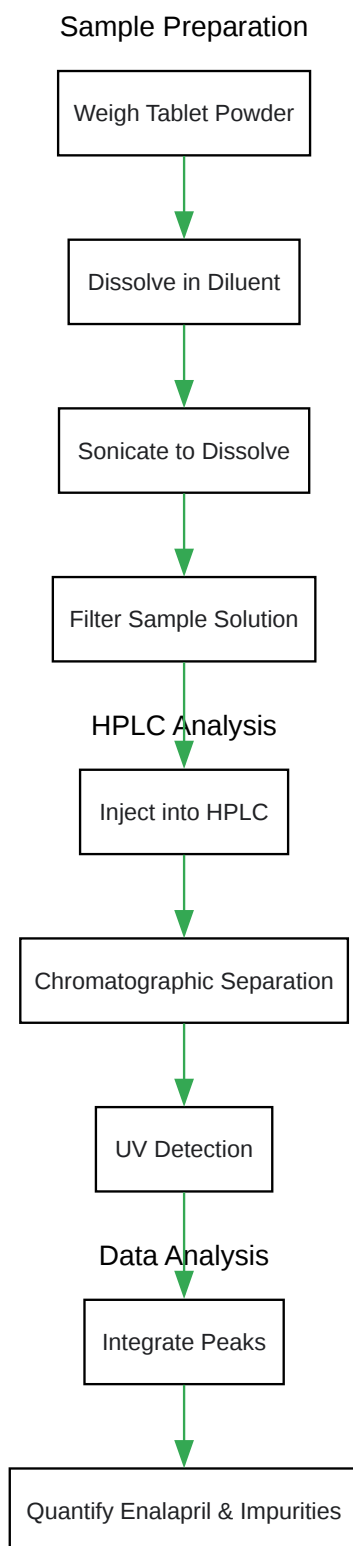 Sample Preparation
Weigh Tablet Powder
Dissolve in Diluent
Sonicate to Dissolve
Filter Sample Solution
HPLC Analysis
Inject into HPLC
Chromatographic Separation
UV Detection
Data Analysis
Integrate Peaks
Quantify Enalapril & Impurities